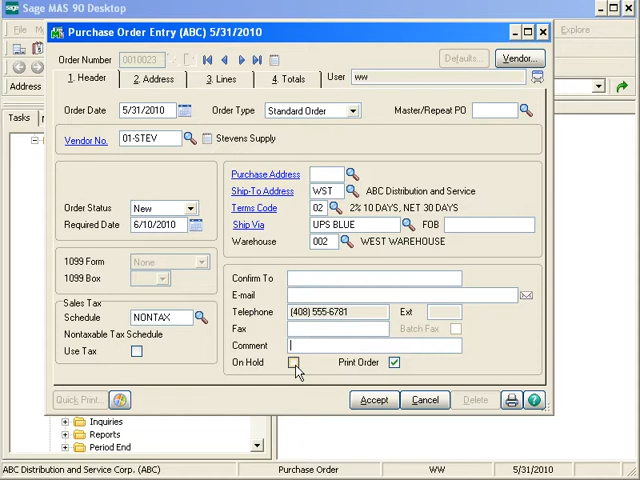 Sage MAS 90 Desktop
File
Explore
Address
Tasks
Purchase Order Entry (ABC) 5/31/2010
Order Number 0010023 Defaults... Vendor...
1. Header 2. Address 3. Lines 4. Totals User ww
Order Date 5/31/2010 Order Type Standard Order Master/Repeat PO
Vendor No. 01-STEV Stevens Supply
Purchase Address
Ship-To Address WST ABC Distribution and Service
Order Status New Terms Code 02 2% 10 DAYS, NET 30 DAYS
Required Date 6/10/2010 Ship Via UPS BLUE FOB
Warehouse 002 WEST WAREHOUSE
1099 Form None
1099 Box
Confirm To
E-mail
Sales Tax
Schedule NONTAX Telephone (408) 555-6781 Ext
Nontaxable Tax Schedule Fax Batch Fax
Use Tax Comment
On Hold Print Order
Quick Print... Accept Cancel Delete
Inquiries
Reports
Period End
ABC Distribution and Service Corp. (ABC) Purchase Order WW 5/31/2010